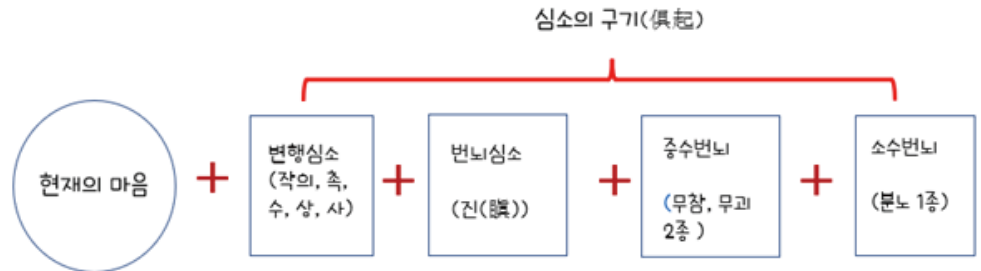 심소의 구기(俱起)
현재의 마음
변행심소
(작의, 촉,
수, 상, 사)
번뇌심소
(진(瞋))
중수번뇌
(무참, 무괴
2종 )
소수번뇌
(분노 1종)